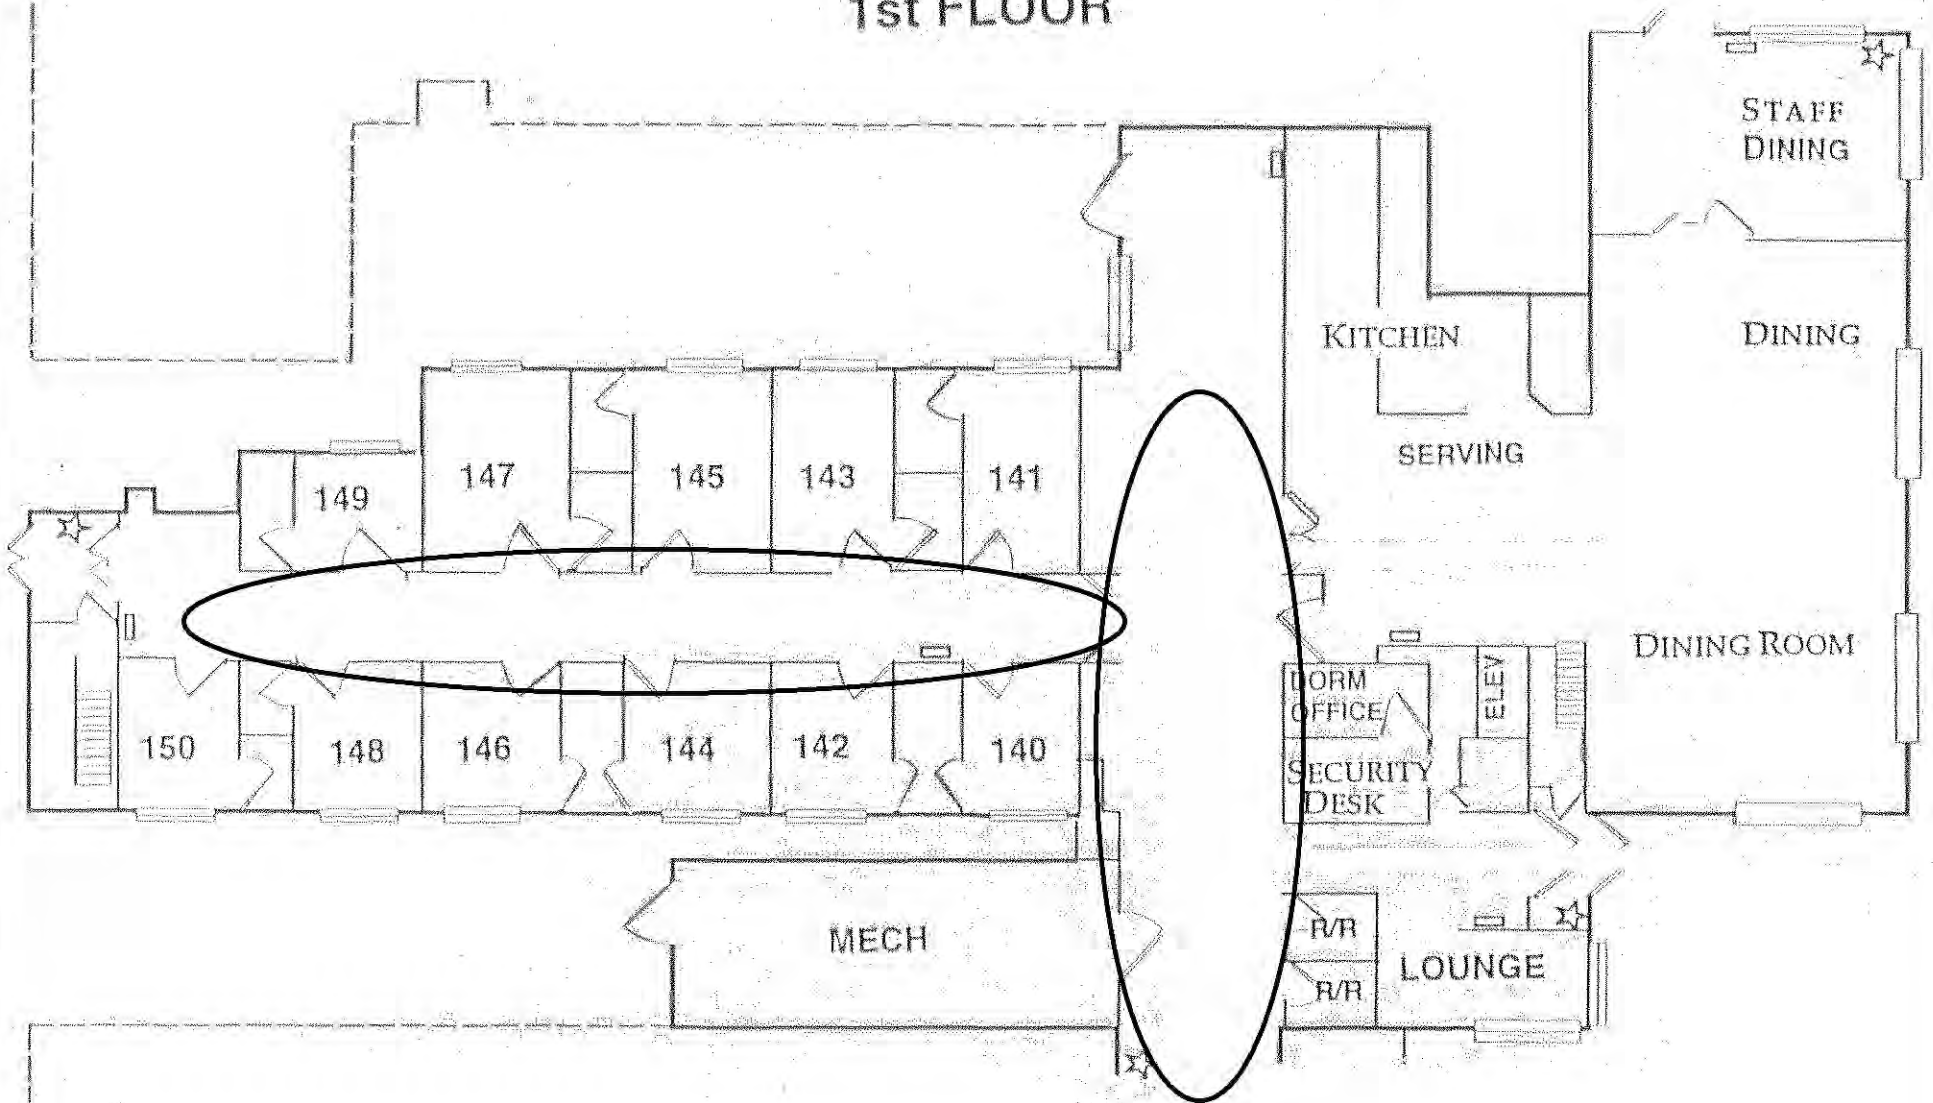 1st FLOOR
STAFF
DINING
KITCHEN
DINING
SERVING
147
145
143
141
149
DINING ROOM
DORM
OFFICE
ELEV
150
148
146
144
142
140
SECURITY
DESK
MECH
R/R
LOUNGE
R/R